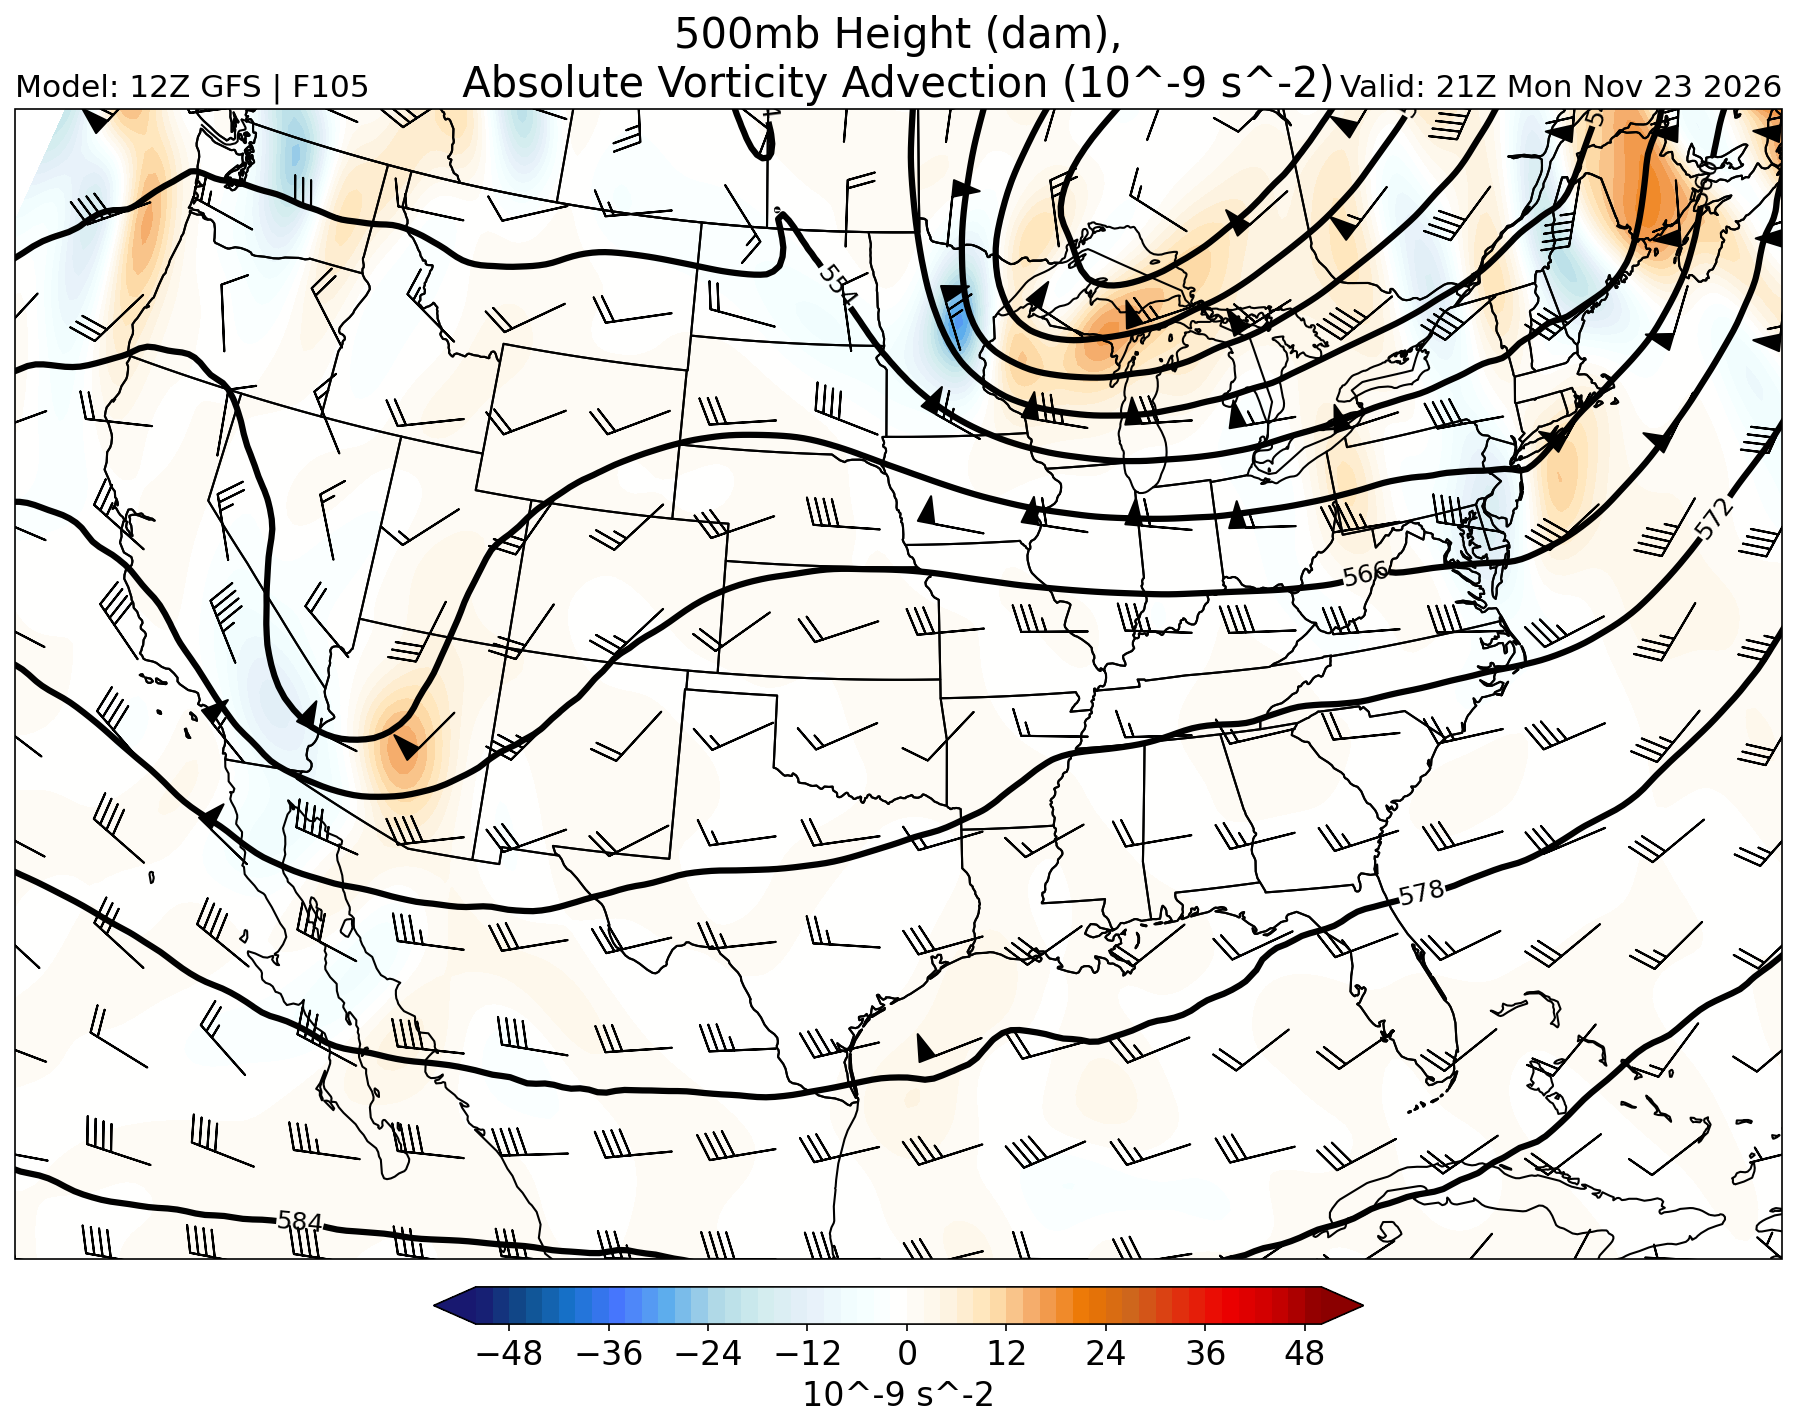 500mb Height (dam),
Model: 12Z GFS | F105
Absolute Vorticity Advection (10^-9 s^-2)
Valid: 21Z Mon Nov 23 2026
554
572
566
578
584
−48 −36 −24 −12 0 12 24 36 48
10^-9 s^-2